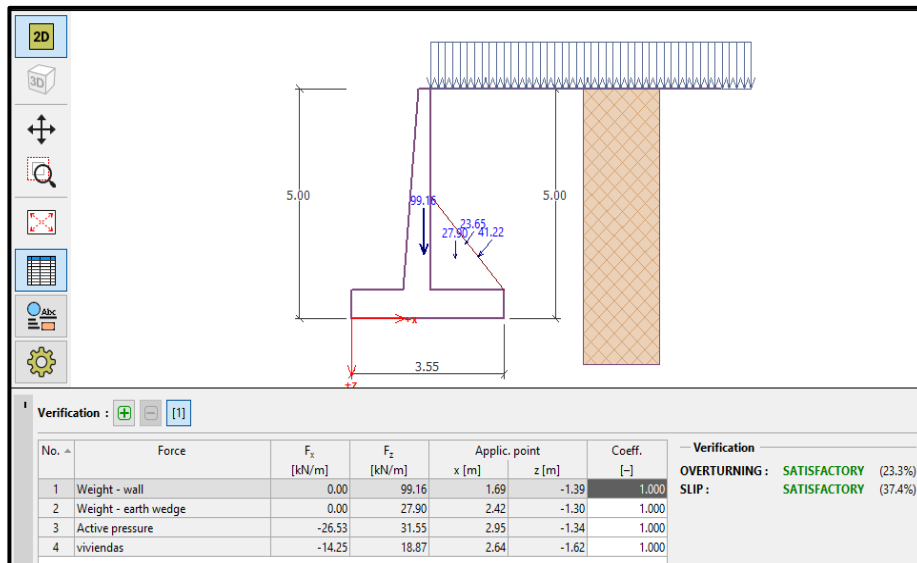 2D
3D
5.00
5.00
99.16
23.65
27.90
41.22
+x
3.55
+z
Abc
Verification : [1]
No. Force Fx Fz Applic. point Coeff.
[kN/m] [kN/m] x [m] z [m] [–]
1 Weight - wall 0.00 99.16 1.69 -1.39 1.000
2 Weight - earth wedge 0.00 27.90 2.42 -1.30 1.000
3 Active pressure -26.53 31.55 2.95 -1.34 1.000
4 viviendas -14.25 18.87 2.64 -1.62 1.000
Verification
OVERTURNING : SATISFACTORY (23.3%)
SLIP : SATISFACTORY (37.4%)